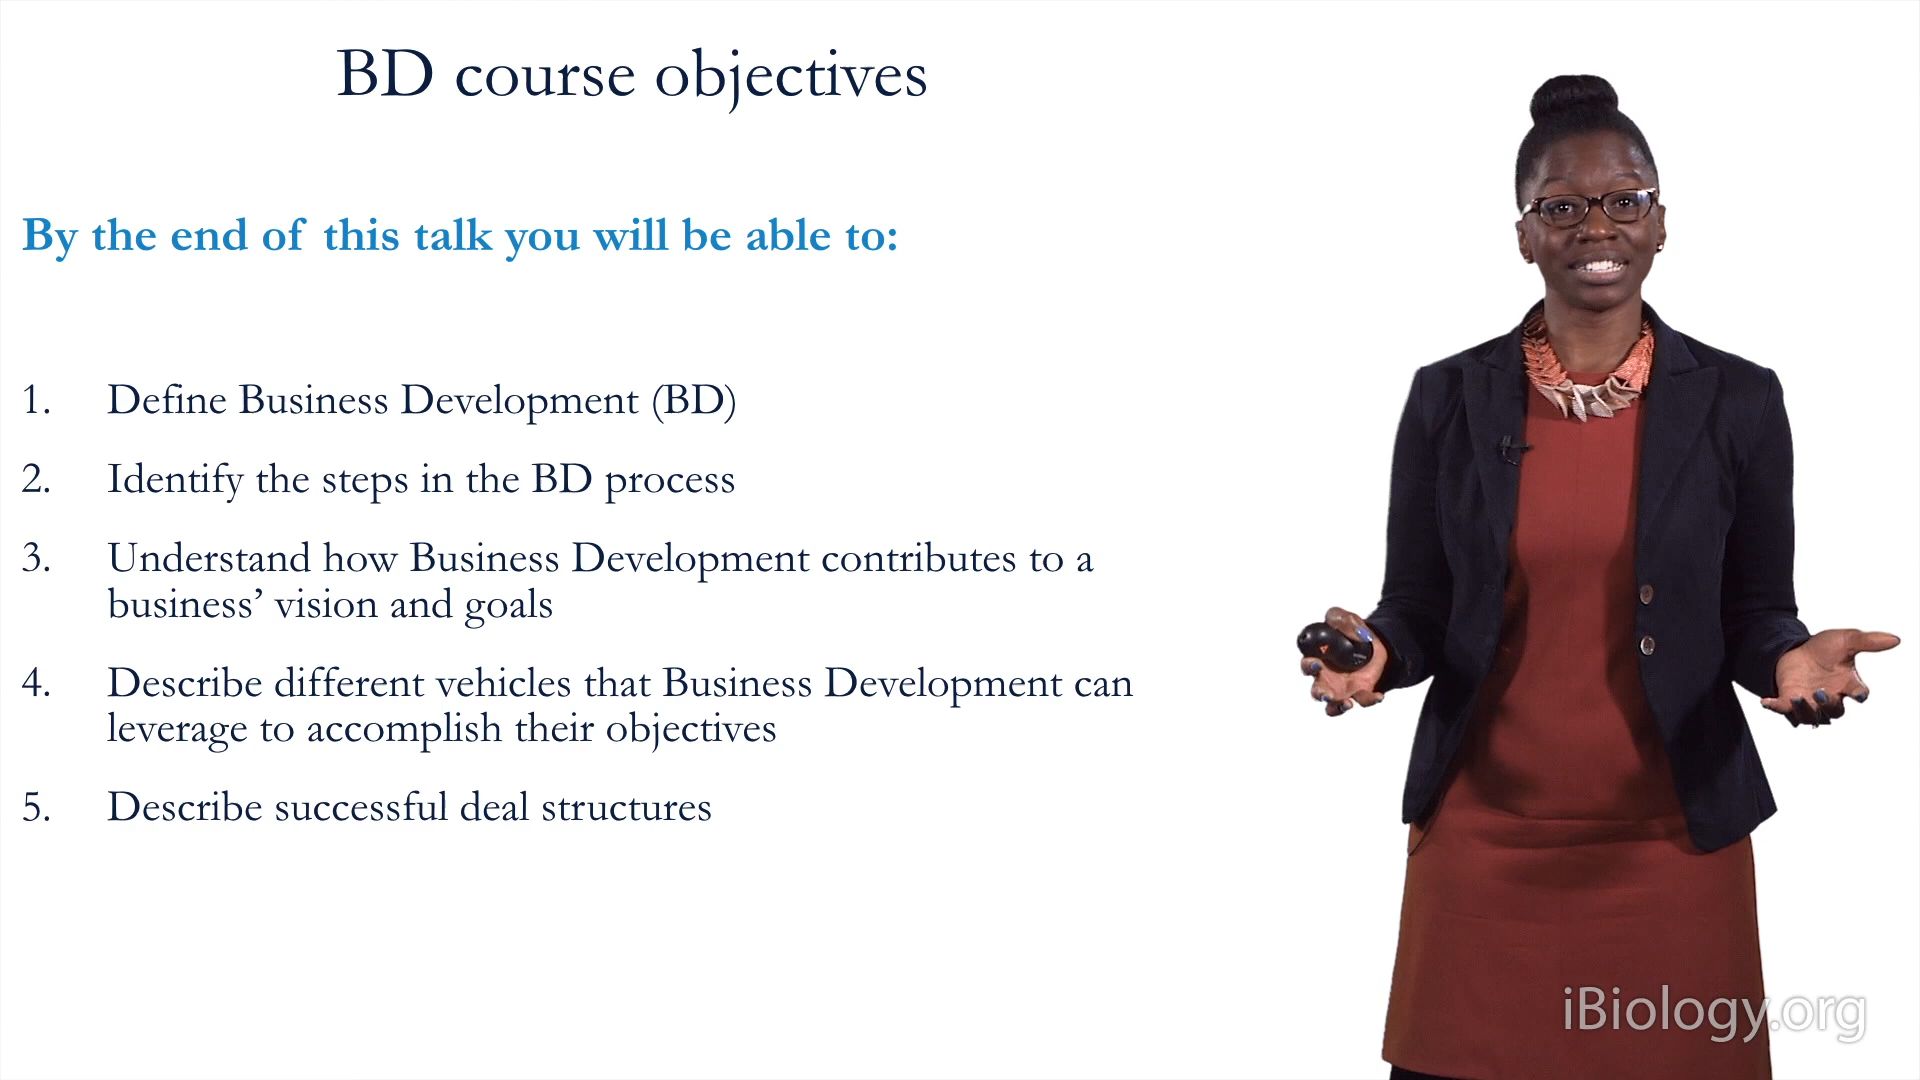 BD course objectives
By the end of this talk you will be able to:
1. Define Business Development (BD)
2. Identify the steps in the BD process
3. Understand how Business Development contributes to a
business’ vision and goals
4. Describe different vehicles that Business Development can
leverage to accomplish their objectives
5. Describe successful deal structures
iBiology.org